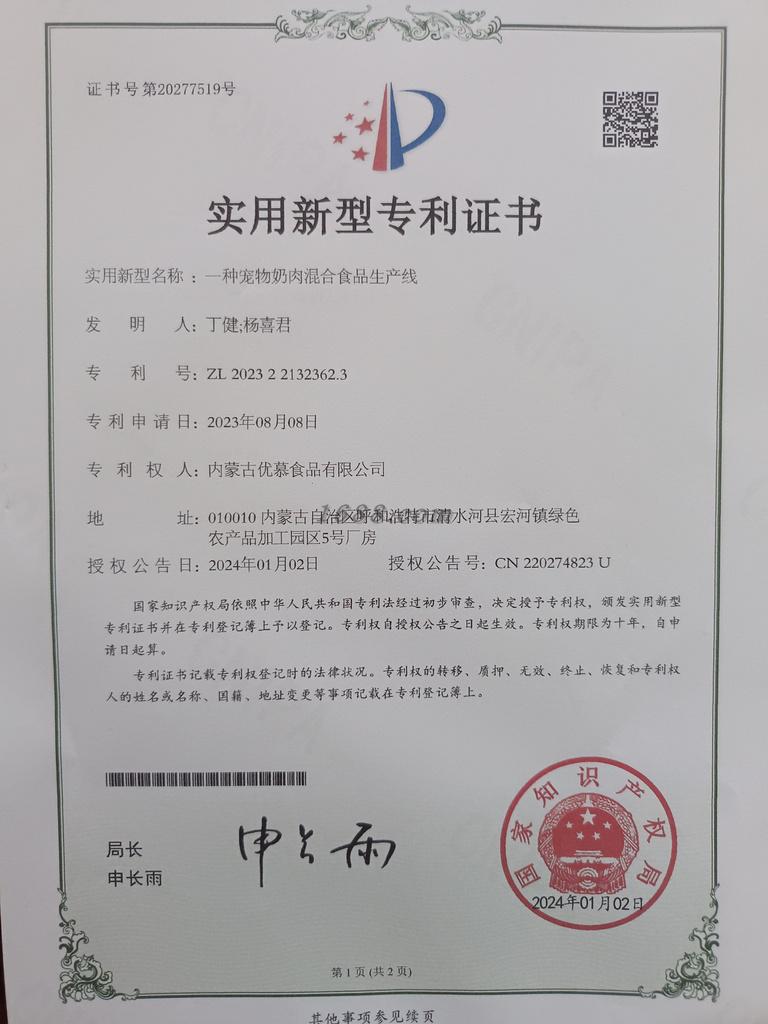 证书号第20277519号
实用新型专利证书
实用新型名称：一种宠物奶肉混合食品生产线
发明人：丁健;杨喜君
专利号：ZL 2023 2 2132362.3
专利申请日：2023年08月08日
专利权人：内蒙古优慕食品有限公司
地址：010010 内蒙古自治区呼和浩特市清水河县宏河镇绿色
农产品加工园区5号厂房
授权公告日：2024年01月02日 授权公告号：CN 220274823 U
国家知识产权局依照中华人民共和国专利法经过初步审查，决定授予专利权，颁发实用新型
专利证书并在专利登记簿上予以登记。专利权自授权公告之日起生效。专利权期限为十年，自申
请日起算。
专利证书记载专利权登记时的法律状况。专利权的转移、质押、无效、终止、恢复和专利权
人的姓名或名称、国籍、地址变更等事项记载在专利登记簿上。
局长
申长雨
申长雨
国家知识产权局
2024年01月02日
第1页(共2页)
其他事项参见续页